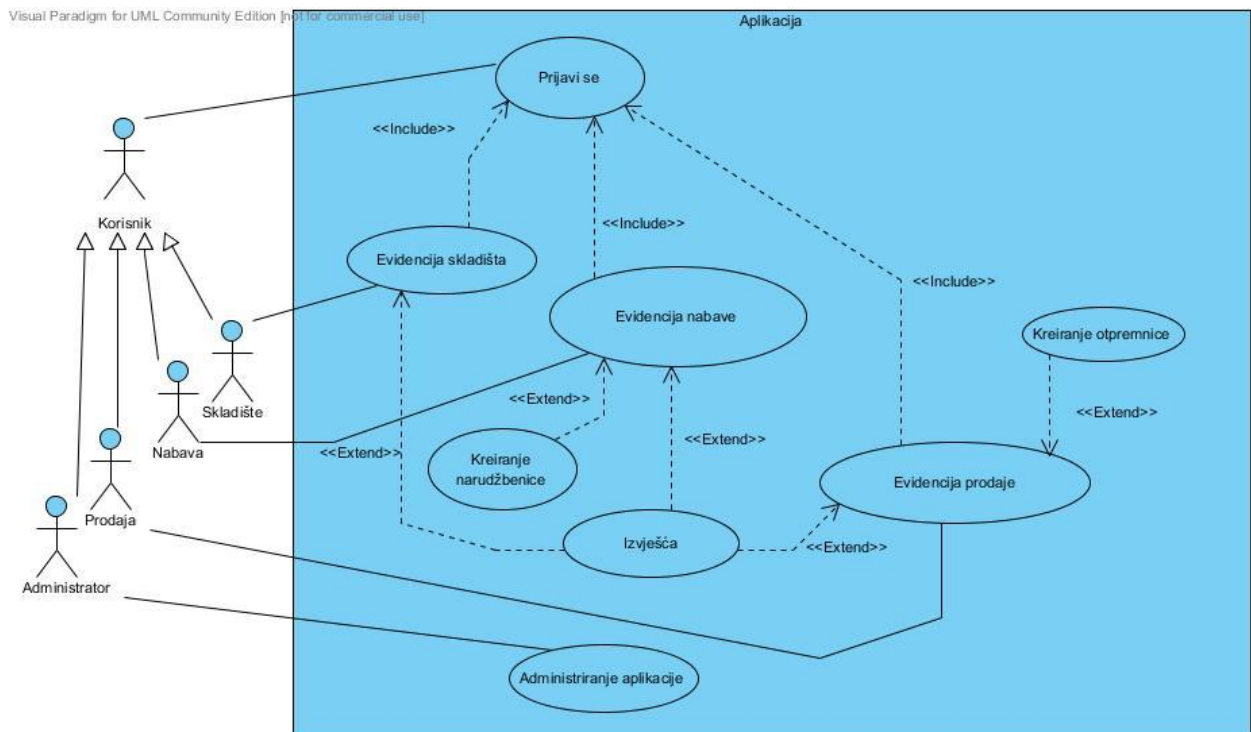 Visual Paradigm for UML Community Edition [not for commercial use]
Aplikacija
Prijavi se
<<Include>>
Korisnik
<<Include>>
Evidencija skladišta
<<Include>>
Evidencija nabave
Kreiranje otpremnice
<<Extend>>
Skladište
<<Extend>>
<<Extend>>
Nabava
<<Extend>>
Kreiranje
narudžbenice
Evidencija prodaje
Prodaja
Izvješća
<<Extend>>
Administrator
Administriranje aplikacije